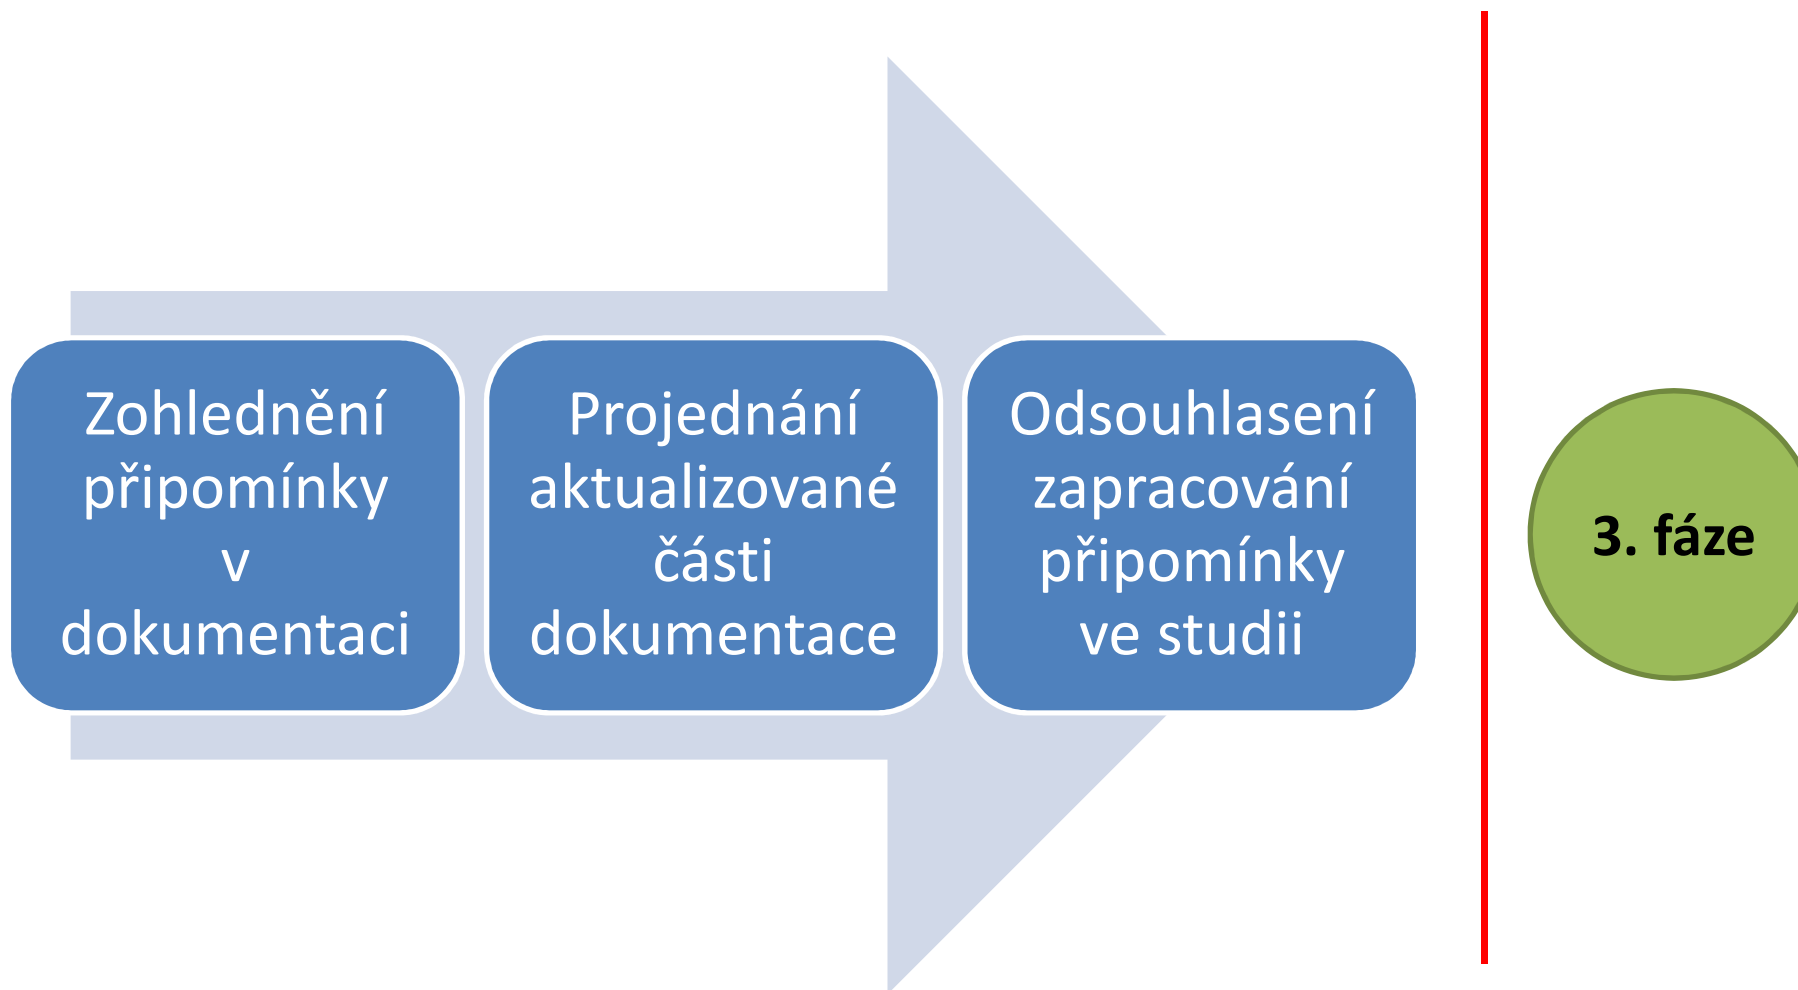 Zohlednění
připomínky
v
dokumentaci
Projednání
aktualizované
části
dokumentace
Odsouhlasení
zapracování
připomínky
ve studii
3. fáze